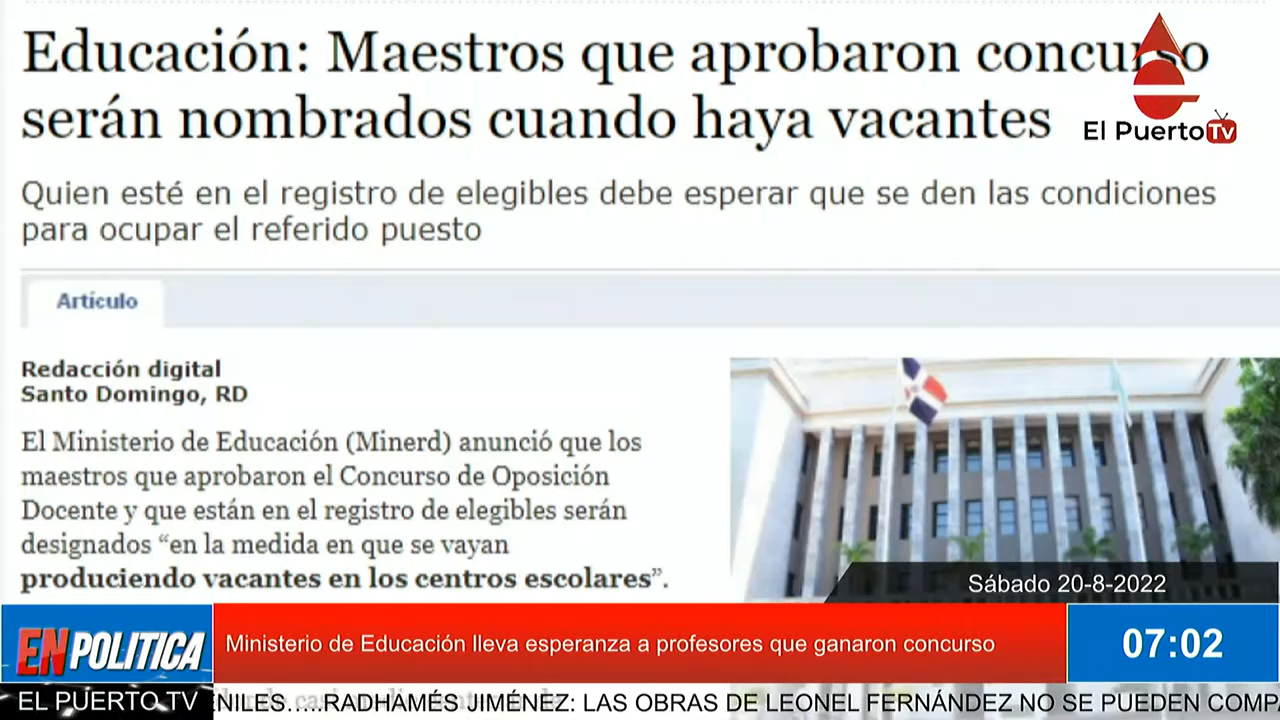 Educación: Maestros que aprobaron concurso
serán nombrados cuando haya vacantes
El PuertoTv
Quien esté en el registro de elegibles debe esperar que se den las condiciones
para ocupar el referido puesto
Artículo
Redacción digital
Santo Domingo, RD
El Ministerio de Educación (Minerd) anunció que los
maestros que aprobaron el Concurso de Oposición
Docente y que están en el registro de elegibles serán
designados “en la medida en que se vayan
produciendo vacantes en los centros escolares”.
Sábado 20-8-2022
EN POLITICA
Ministerio de Educación lleva esperanza a profesores que ganaron concurso
07:02
EL PUERTO TV
ENILES…..RADHAMÉS JIMÉNEZ: LAS OBRAS DE LEONEL FERNÁNDEZ NO SE PUEDEN COMPA